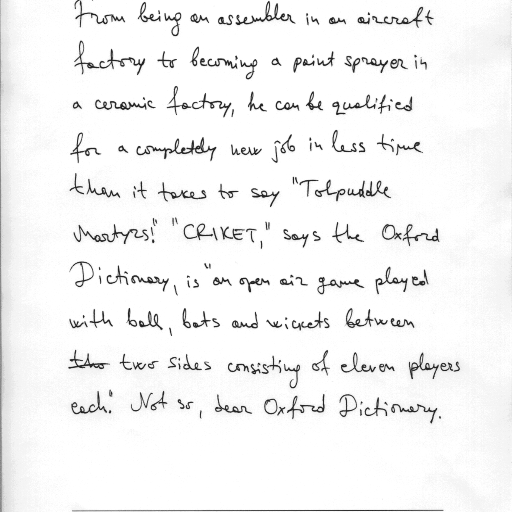 From being an assembler in an aircraft
factory to becoming a paint sprayer in
a ceramic factory, he can be qualified
for a completely new job in less time
than it takes to say "Tolpuddle
Martyrs!" "CRIKET," says the Oxford
Dictionary, is "an open air game played
with ball, bats and wickets between
two sides consisting of eleven players
each." Not so, dear Oxford Dictionary.